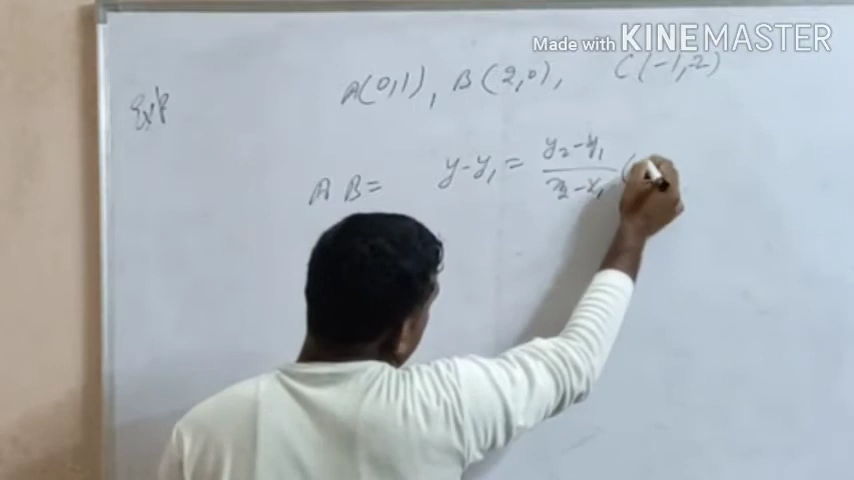 Made with KINEMASTER
A(0,1), B(2,0), C(-1,2)
Exp
AB= y-y₁ = y₂-y₁/x₂-x₁ (